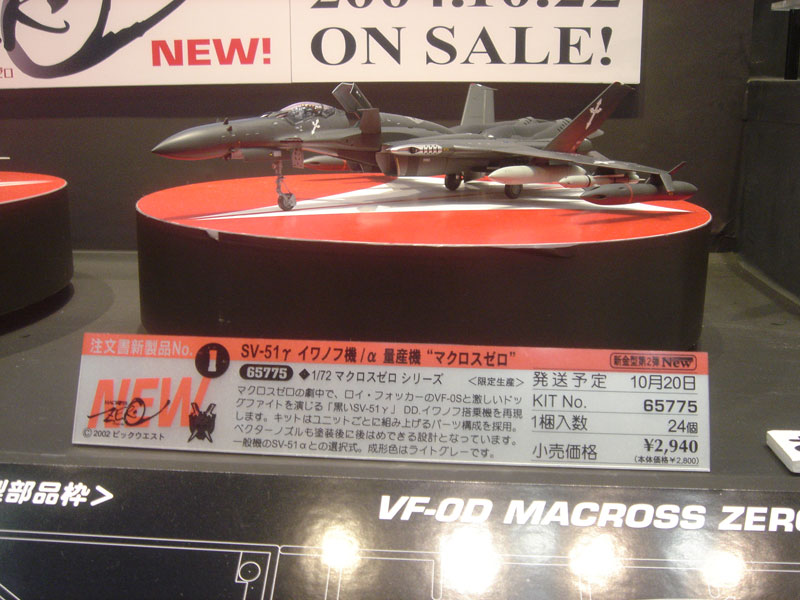 2004.10.22
NEW!
ON SALE!
注文書新製品No. 1
SV-51γ イワノフ機/α 量産機 “マクロスゼロ”
新金型第2弾 New
65775 ◆1/72 マクロスゼロ シリーズ 〈限定生産〉
NEW
マクロスゼロの劇中で、ロイ・フォッカーのVF-0Sと激しいドッ
グファイトを演じる「黒いSV-51γ」 D.D.イワノフ搭乗機を再現
します。キットはユニットごとに組み上げるパーツ構成を採用。
ベクターノズルも塗装後に後はめできる設計となっています。
一般機のSV-51αとの選択式。成形色はライトグレーです。
©2002 ビックウエスト
発送予定 10月20日
KIT No. 65775
1梱入数 24個
小売価格 ¥2,940
(本体価格¥2,800)
型部品枠>
VF-0D MACROSS ZERO